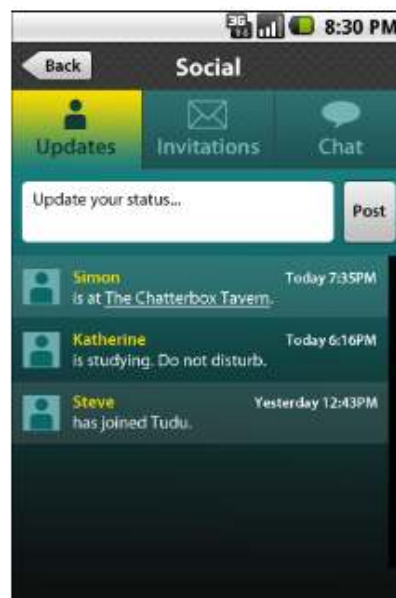 3G 8:30 PM
Back Social
Updates Invitations Chat
Update your status...
Post
Simon Today 7:35PM
is at The Chatterbox Tavern.
Katherine Today 6:16PM
is studying. Do not disturb.
Steve Yesterday 12:43PM
has joined Tudu.